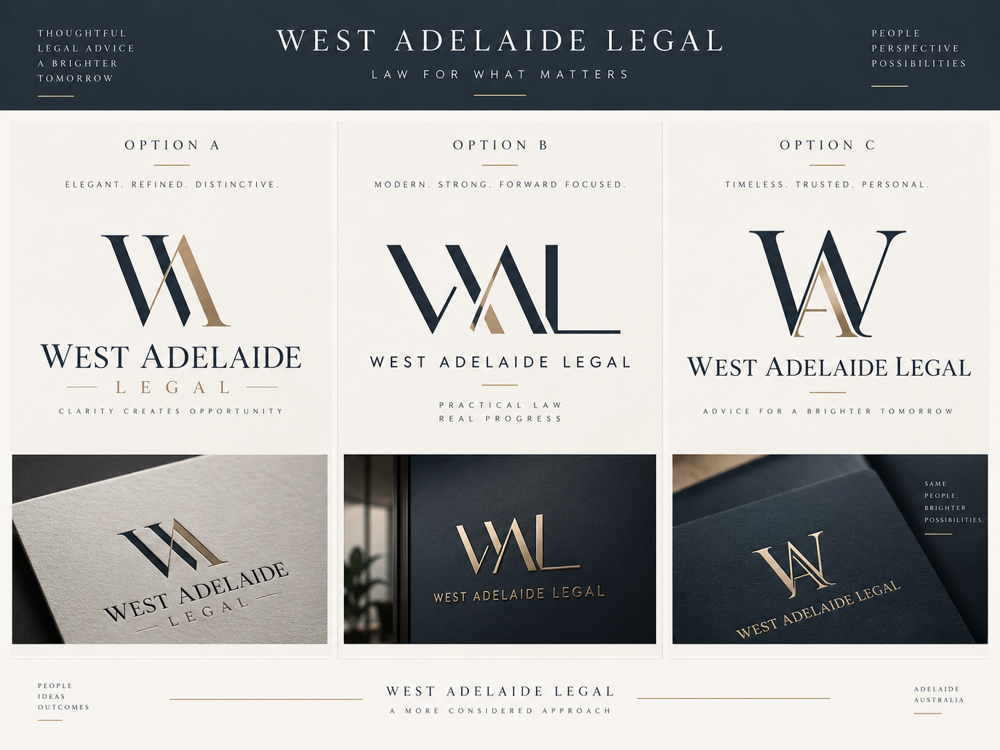 THOUGHTFUL
LEGAL ADVICE
A BRIGHTER
TOMORROW
WEST ADELAIDE LEGAL
LAW FOR WHAT MATTERS
PEOPLE
PERSPECTIVE
POSSIBILITIES
OPTION A
ELEGANT. REFINED. DISTINCTIVE.
WA
WEST ADELAIDE
LEGAL
CLARITY CREATES OPPORTUNITY
WA
WEST ADELAIDE
LEGAL
OPTION B
MODERN. STRONG. FORWARD FOCUSED.
WAL
WEST ADELAIDE LEGAL
PRACTICAL LAW
REAL PROGRESS
WAL
WEST ADELAIDE LEGAL
OPTION C
TIMELESS. TRUSTED. PERSONAL.
WA
WEST ADELAIDE LEGAL
ADVICE FOR A BRIGHTER TOMORROW
SAME
PEOPLE.
BRIGHTER
POSSIBILITIES.
WA
WEST ADELAIDE LEGAL
PEOPLE
IDEAS
OUTCOMES
WEST ADELAIDE LEGAL
A MORE CONSIDERED APPROACH
ADELAIDE
AUSTRALIA